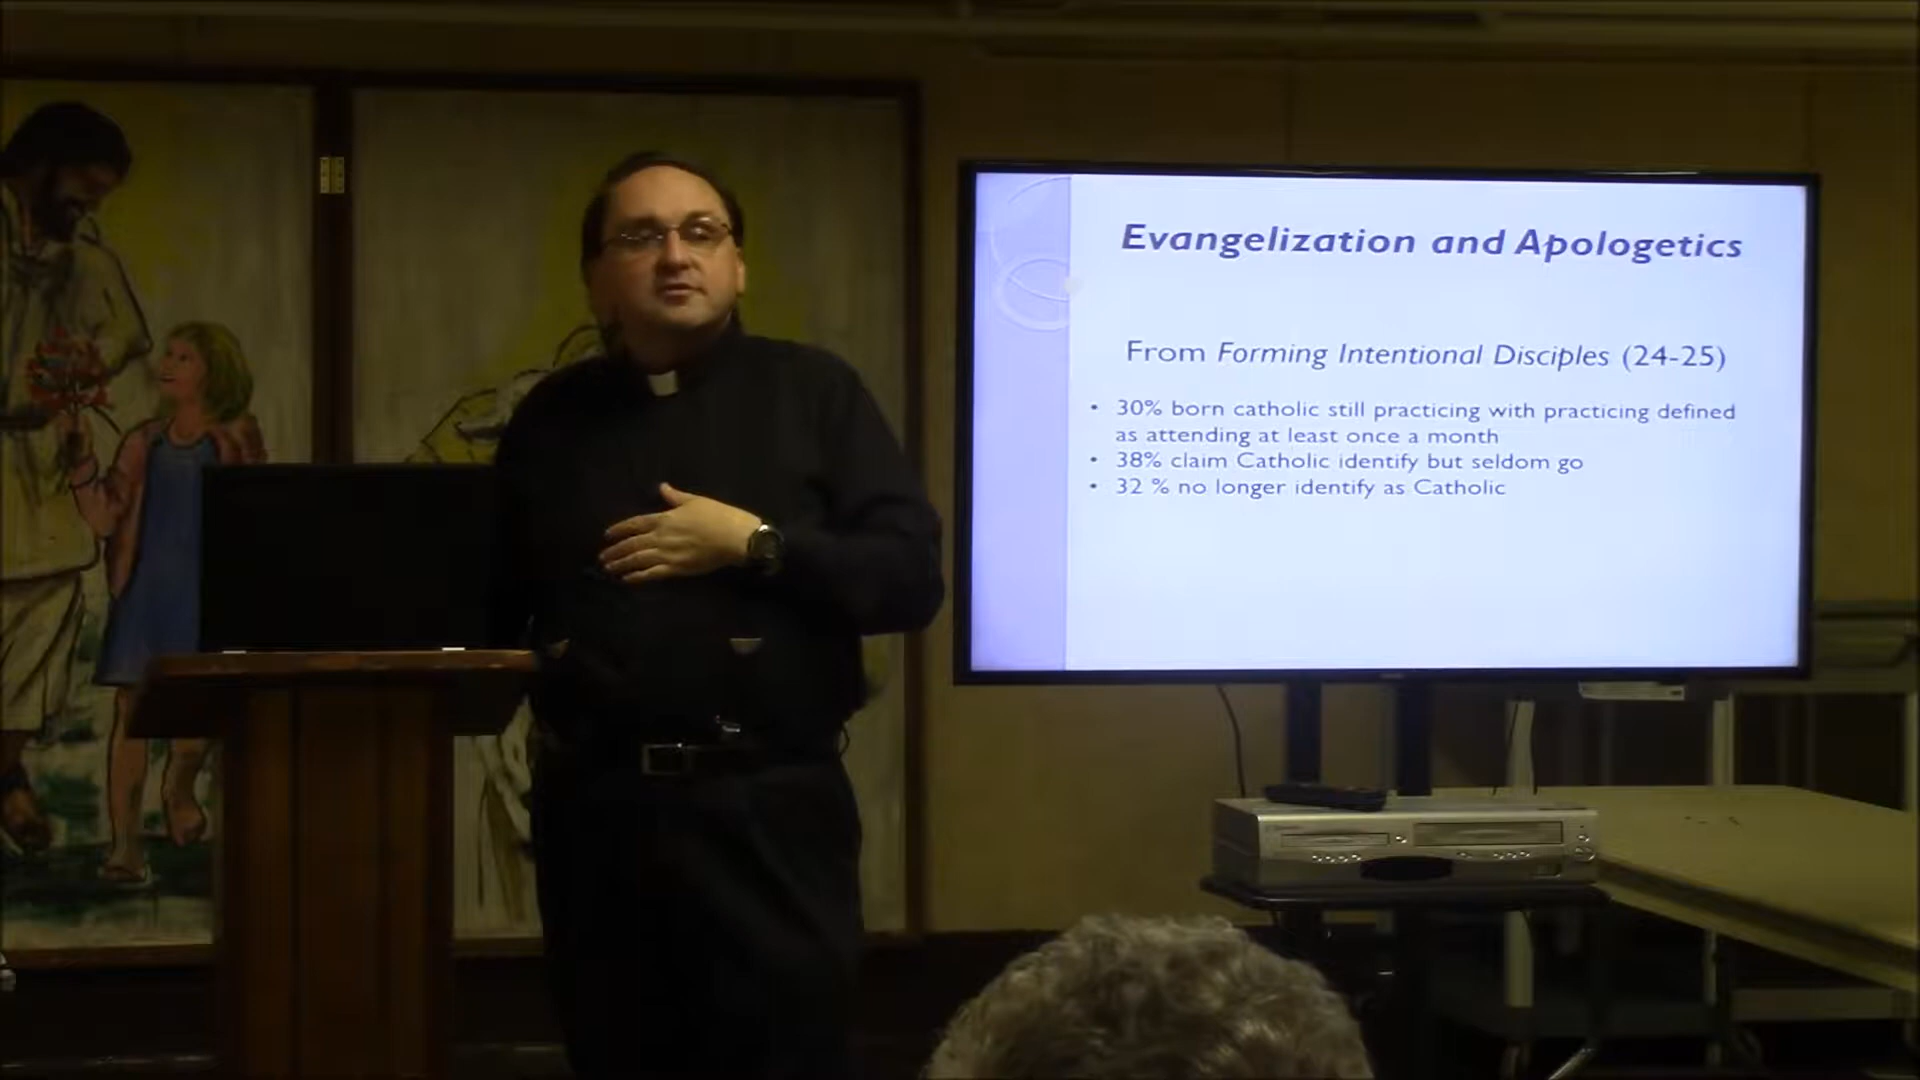 Evangelization and Apologetics
From Forming Intentional Disciples (24-25)
• 30% born catholic still practicing with practicing defined
as attending at least once a month
• 38% claim Catholic identify but seldom go
• 32 % no longer identify as Catholic